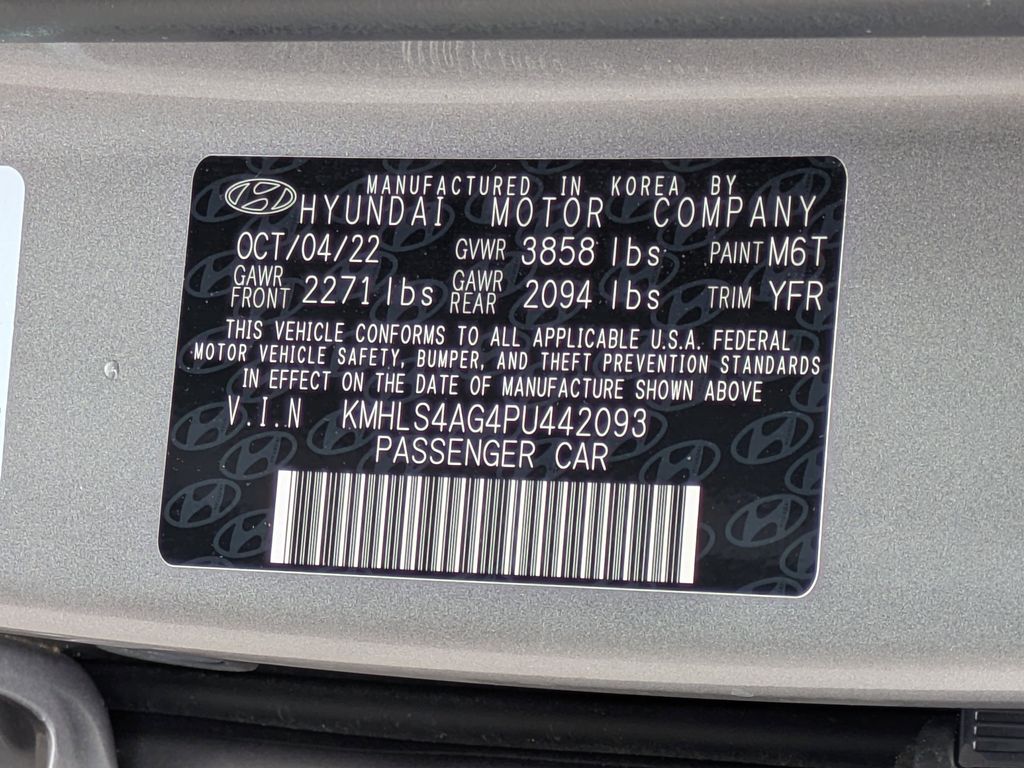 MANUFACTURED IN KOREA BY
HYUNDAI MOTOR COMPANY
OCT/04/22 GVWR 3858 lbs PAINT M6T
GAWR FRONT 2271 lbs GAWR REAR 2094 lbs TRIM YFR
THIS VEHICLE CONFORMS TO ALL APPLICABLE U.S.A. FEDERAL
MOTOR VEHICLE SAFETY, BUMPER, AND THEFT PREVENTION STANDARDS
IN EFFECT ON THE DATE OF MANUFACTURE SHOWN ABOVE
V.I.N KMHLS4AG4PU442093
PASSENGER CAR